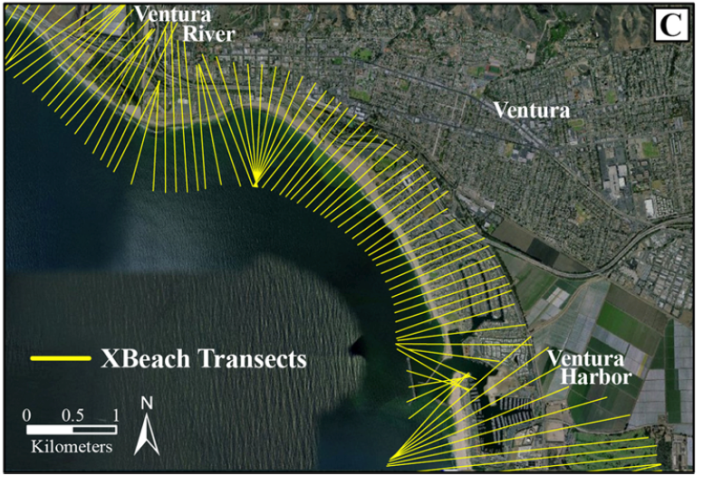 Ventura
River
C
Ventura
XBeach Transects
Ventura
Harbor
N
0 0.5 1
Kilometers